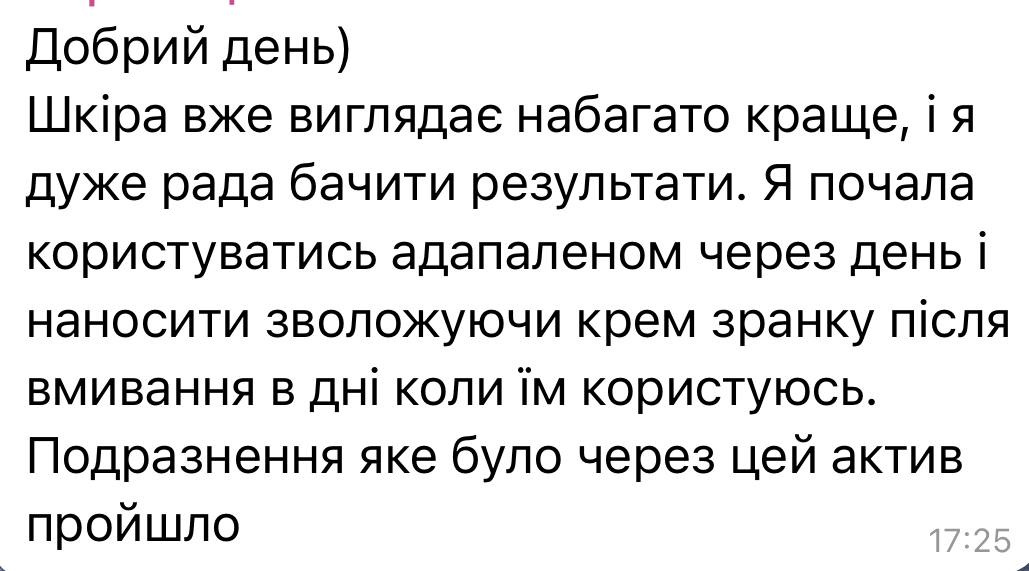 Добрий день)
Шкіра вже виглядає набагато краще, і я
дуже рада бачити результати. Я почала
користуватись адапаленом через день і
наносити зволожуючи крем зранку після
вмивання в дні коли їм користуюсь.
Подразнення яке було через цей актив
пройшло
17:25